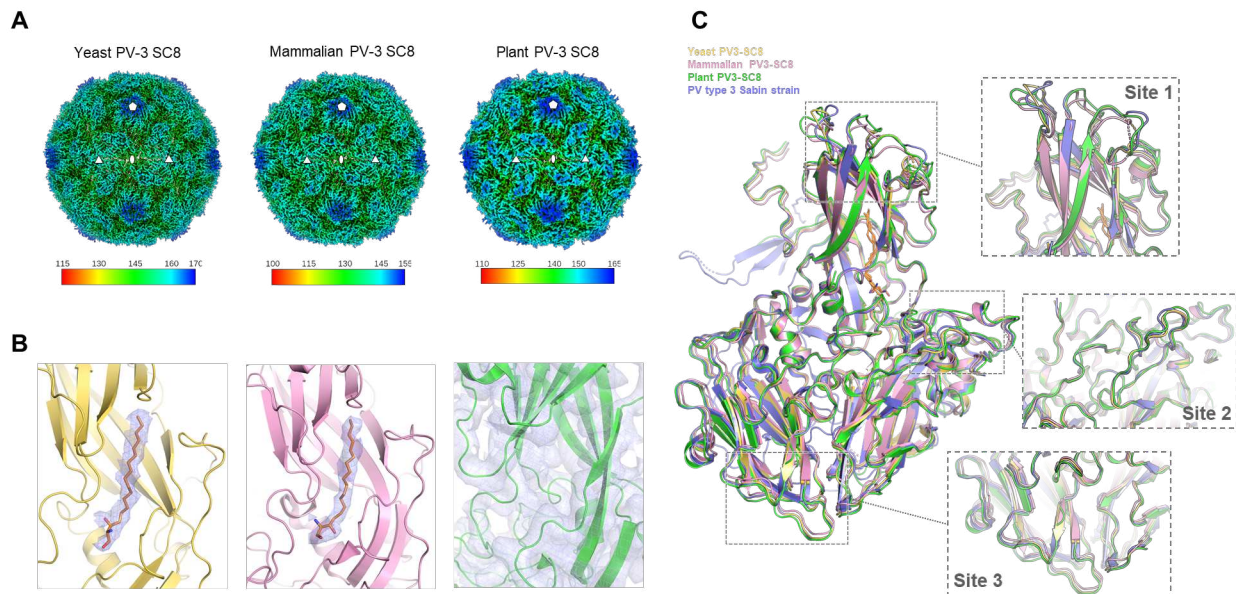 A
Yeast PV-3 SC8
Mammalian PV-3 SC8
Plant PV-3 SC8
115 130 145 160 170
100 115 130 145 155
110 125 140 150 165
B
C
Yeast PV3-SC8
Mammalian PV3-SC8
Plant PV3-SC8
PV type 3 Sabin strain
Site 1
Site 2
Site 3